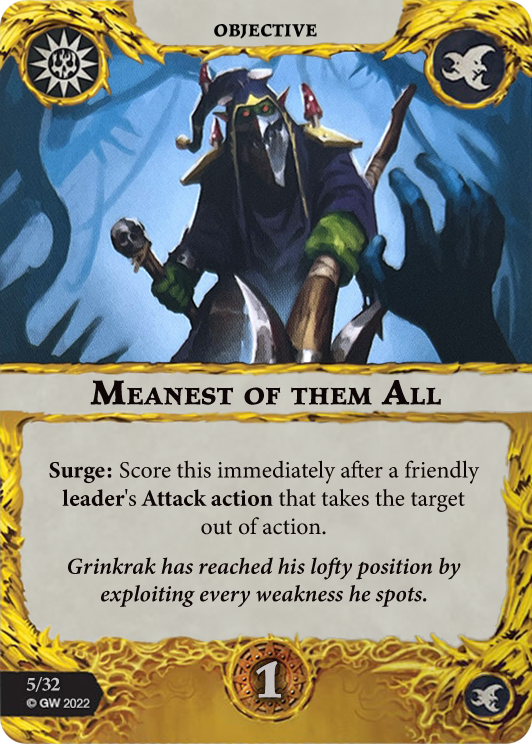 OBJECTIVE
MEANEST OF THEM ALL
Surge: Score this immediately after a friendly
leader's Attack action that takes the target
out of action.
Grinkrak has reached his lofty position by
exploiting every weakness he spots.
1
5/32
© GW 2022